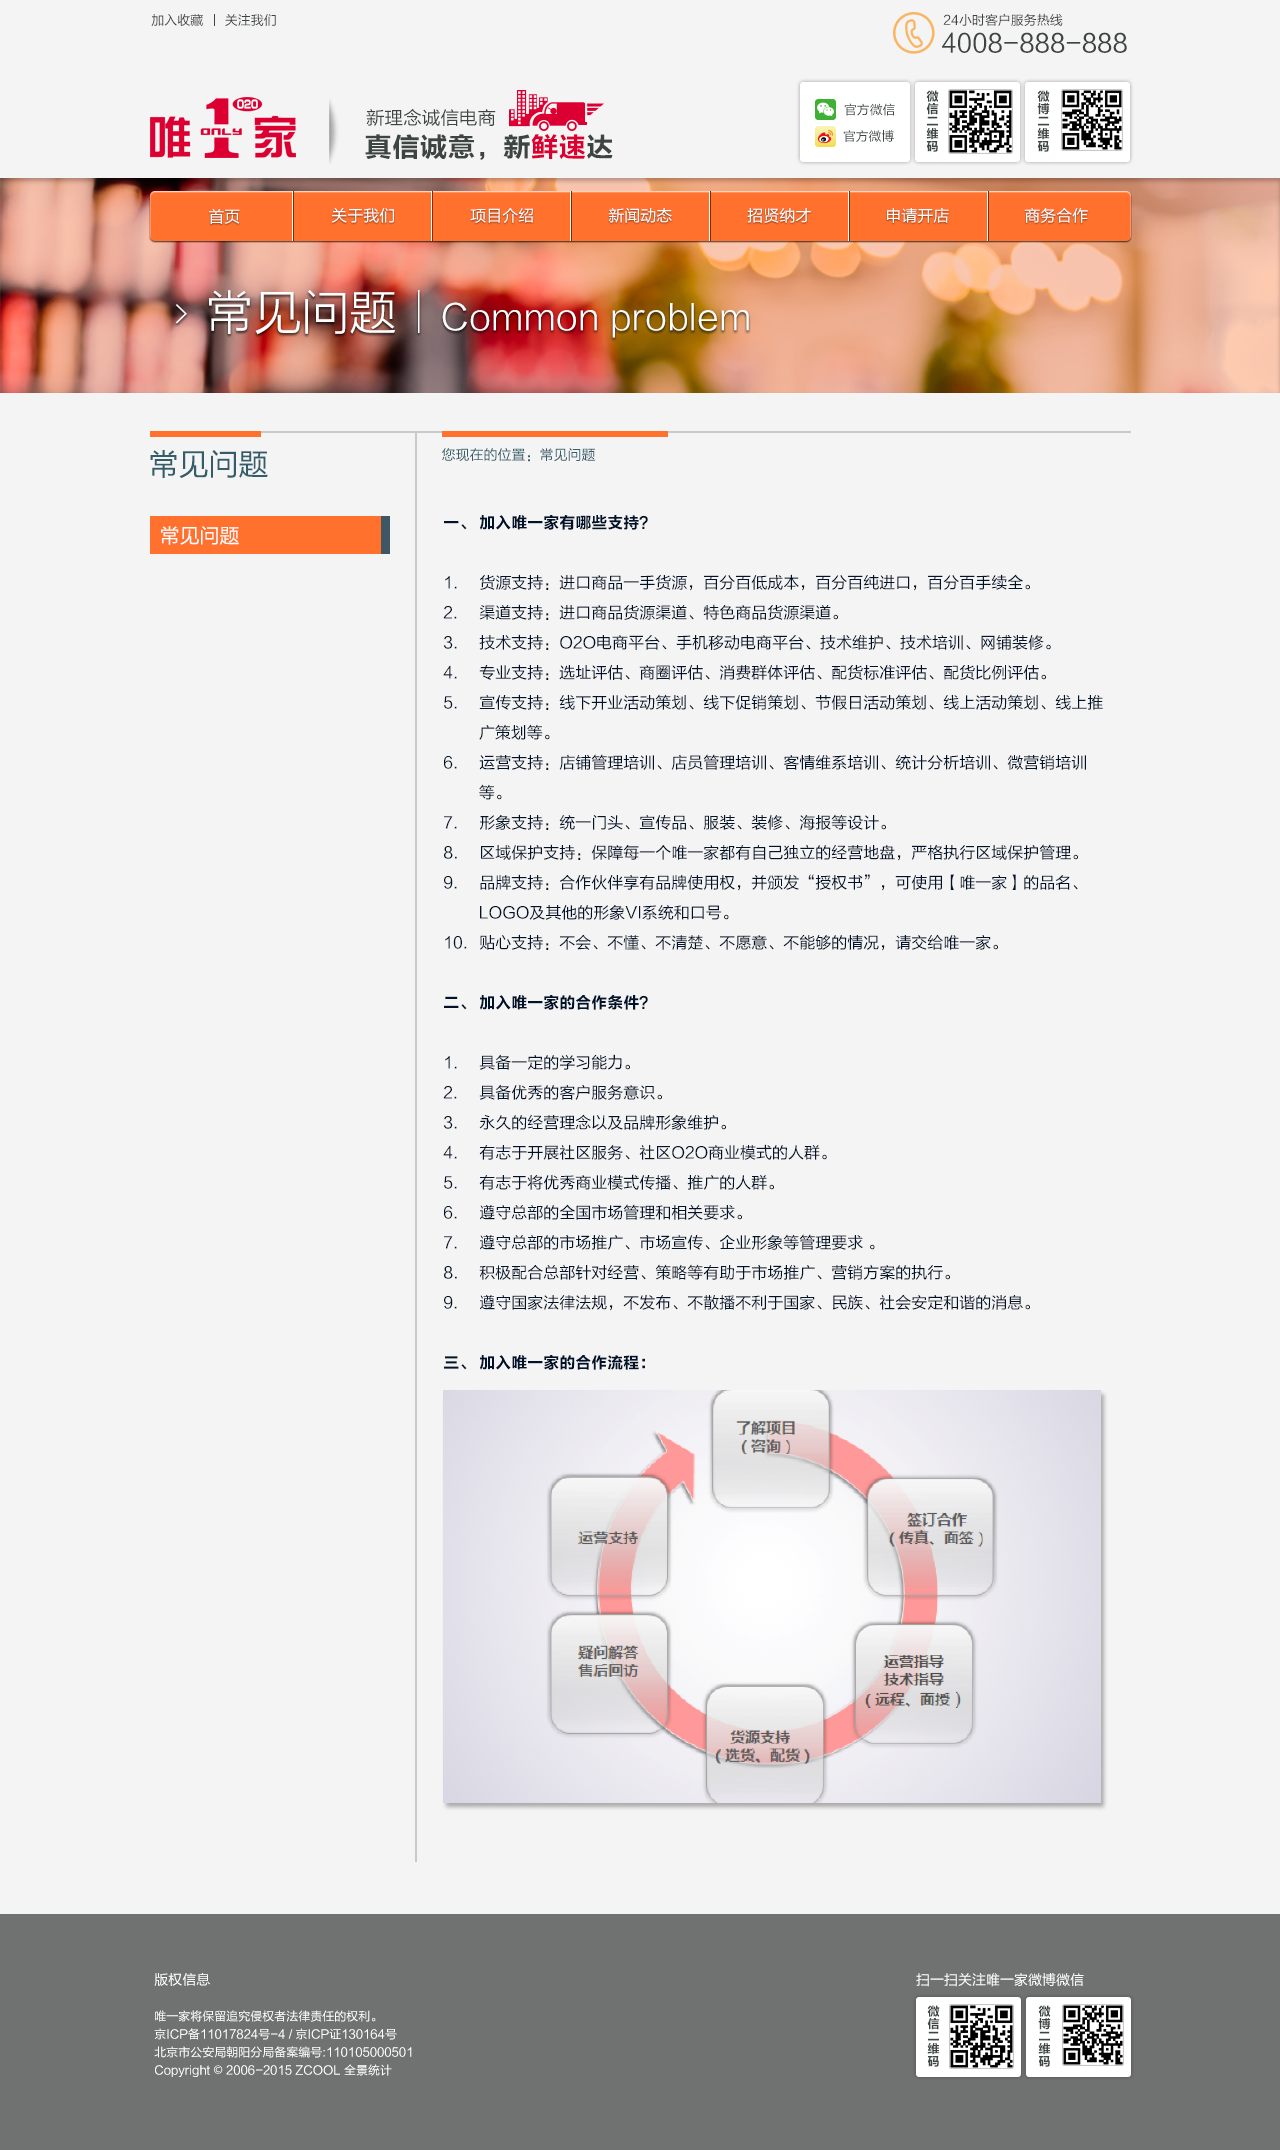 加入收藏 | 关注我们
24小时客户服务热线
4008-888-888
唯1家
O2O
ONLY
新理念诚信电商
真信诚意，新鲜速达
官方微信
官方微博
微信二维码
微博二维码
首页 关于我们 项目介绍 新闻动态 招贤纳才 申请开店 商务合作
常见问题 | Common problem
常见问题
常见问题
您现在的位置：常见问题
一、加入唯一家有哪些支持？
1. 货源支持：进口商品一手货源，百分百低成本，百分百纯进口，百分百手续全。
2. 渠道支持：进口商品货源渠道、特色商品货源渠道。
3. 技术支持：O2O电商平台、手机移动电商平台、技术维护、技术培训、网铺装修。
4. 专业支持：选址评估、商圈评估、消费群体评估、配货标准评估、配货比例评估。
5. 宣传支持：线下开业活动策划、线下促销策划、节假日活动策划、线上活动策划、线上推
广策划等。
6. 运营支持：店铺管理培训、店员管理培训、客情维系培训、统计分析培训、微营销培训
等。
7. 形象支持：统一门头、宣传品、服装、装修、海报等设计。
8. 区域保护支持：保障每一个唯一家都有自己独立的经营地盘，严格执行区域保护管理。
9. 品牌支持：合作伙伴享有品牌使用权，并颁发“授权书”，可使用【唯一家】的品名、
LOGO及其他的形象VI系统和口号。
10. 贴心支持：不会、不懂、不清楚、不愿意、不能够的情况，请交给唯一家。
二、加入唯一家的合作条件？
1. 具备一定的学习能力。
2. 具备优秀的客户服务意识。
3. 永久的经营理念以及品牌形象维护。
4. 有志于开展社区服务、社区O2O商业模式的人群。
5. 有志于将优秀商业模式传播、推广的人群。
6. 遵守总部的全国市场管理和相关要求。
7. 遵守总部的市场推广、市场宣传、企业形象等管理要求 。
8. 积极配合总部针对经营、策略等有助于市场推广、营销方案的执行。
9. 遵守国家法律法规，不发布、不散播不利于国家、民族、社会安定和谐的消息。
三、加入唯一家的合作流程：
了解项目
（咨询）
签订合作
（传真、面签）
运营指导
技术指导
（远程、面授）
货源支持
（选货、配货）
疑问解答
售后回访
运营支持
版权信息
唯一家将保留追究侵权者法律责任的权利。
京ICP备11017824号-4 / 京ICP证130164号
北京市公安局朝阳分局备案编号:110105000501
Copyright © 2006-2015 ZCOOL 全景统计
扫一扫关注唯一家微博微信
微信二维码
微博二维码